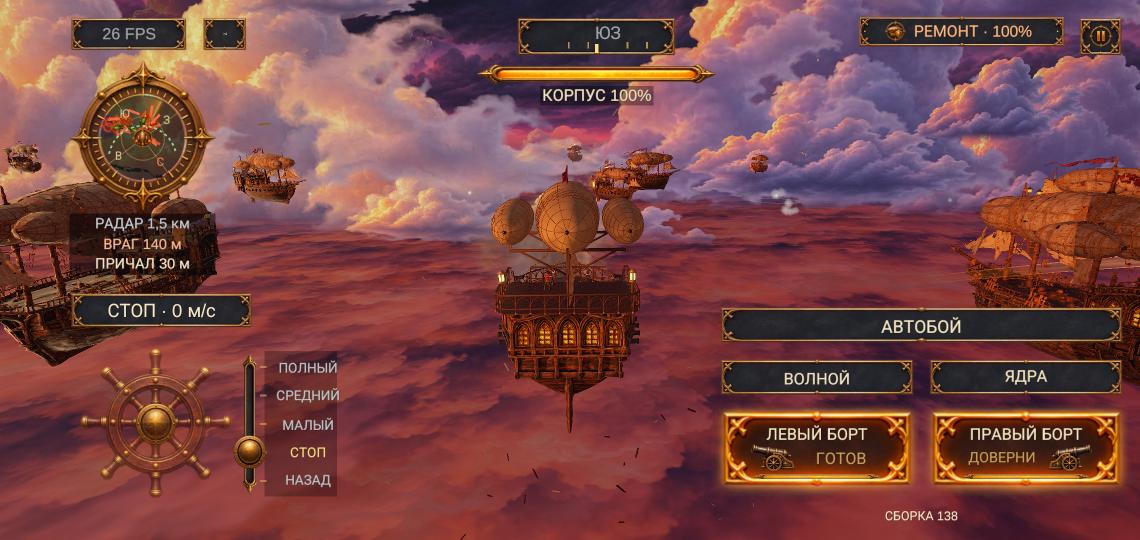 26 FPS
ЮЗ
РЕМОНТ · 100%
КОРПУС 100%
Ю
З
В
С
РАДАР 1,5 км
ВРАГ 140 м
ПРИЧАЛ 30 м
СТОП · 0 м/с
ПОЛНЫЙ
СРЕДНИЙ
МАЛЫЙ
СТОП
НАЗАД
АВТОБОЙ
ВОЛНОЙ
ЯДРА
ЛЕВЫЙ БОРТ
ГОТОВ
ПРАВЫЙ БОРТ
ДОВЕРНИ
СБОРКА 138